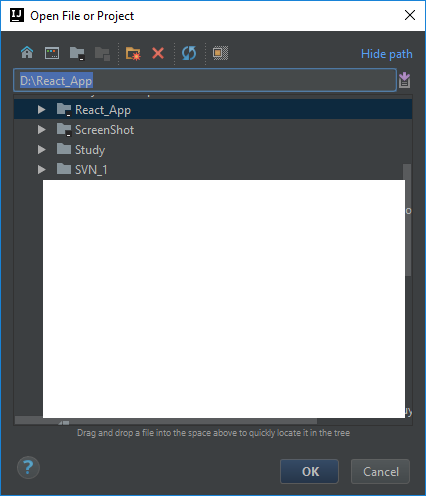 IJ
Open File or Project
Hide path
D:\React_App
React_App
ScreenShot
Study
SVN_1
Drag and drop a file into the space above to quickly locate it in the tree
?
OK
Cancel